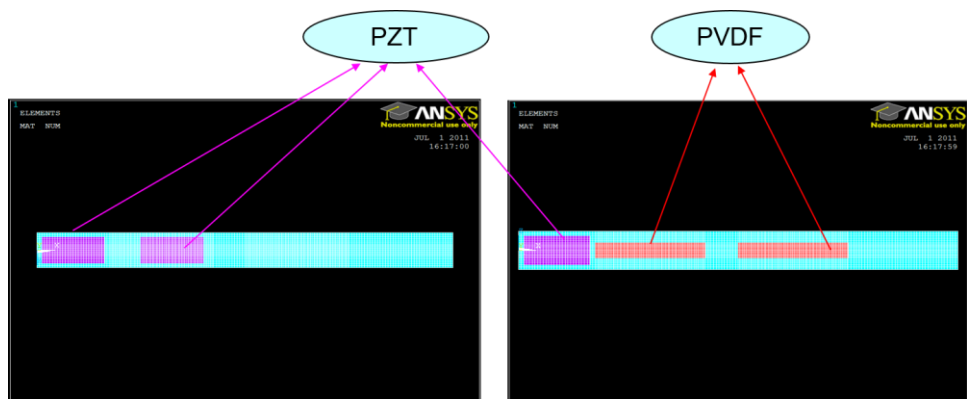 PZT
PVDF
1
ELEMENTS
MAT NUM
ANSYS
Noncommercial use only
JUL 1 2011
16:17:00
1
ELEMENTS
MAT NUM
ANSYS
Noncommercial use only
JUL 1 2011
16:17:59